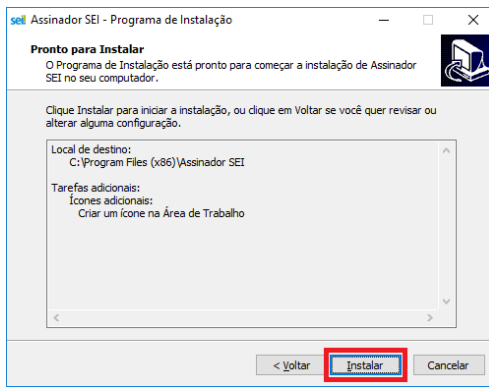 sei! Assinador SEI - Programa de Instalação
Pronto para Instalar
O Programa de Instalação está pronto para começar a instalação de Assinador
SEI no seu computador.
Clique Instalar para iniciar a instalação, ou clique em Voltar se você quer revisar ou
alterar alguma configuração.
Local de destino:
C:\Program Files (x86)\Assinador SEI
Tarefas adicionais:
Ícones adicionais:
Criar um ícone na Área de Trabalho
< Voltar Instalar Cancelar